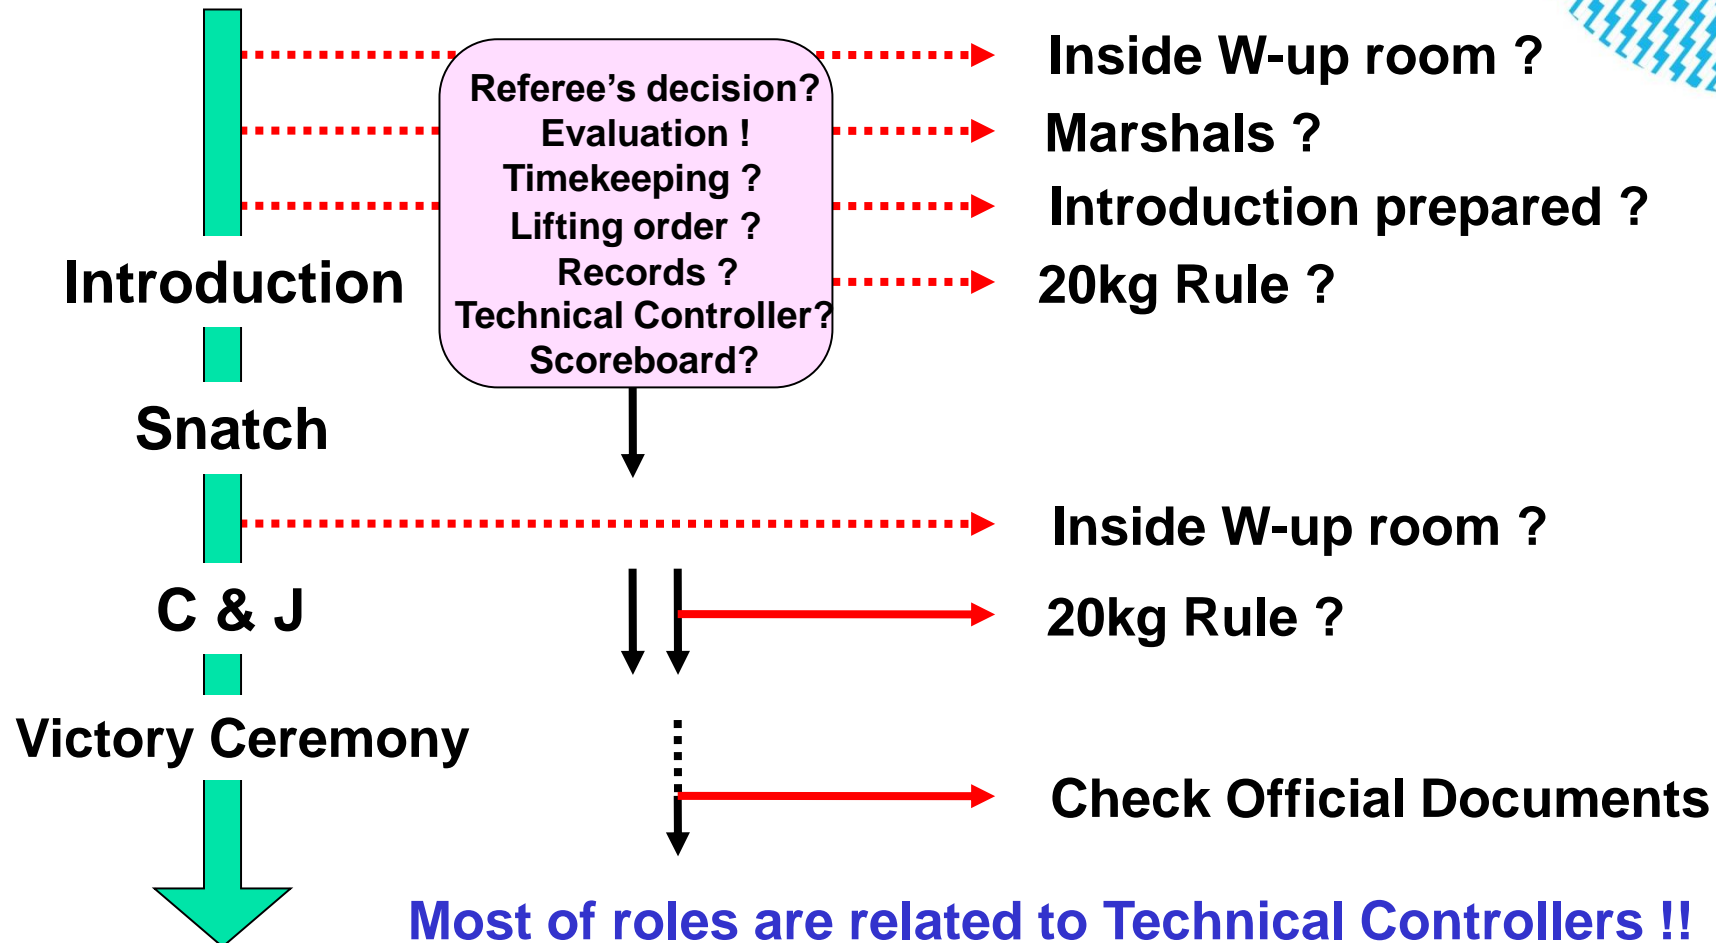 Inside W-up room ?
Referee's decision?
Evaluation !
Marshals ?
Timekeeping ?
Introduction prepared ?
Lifting order ?
Records ?
Introduction
20kg Rule ?
Technical Controller?
Scoreboard?
Snatch
Inside W-up room ?
C & J
20kg Rule ?
Victory Ceremony
Check Official Documents
Most of roles are related to Technical Controllers !!